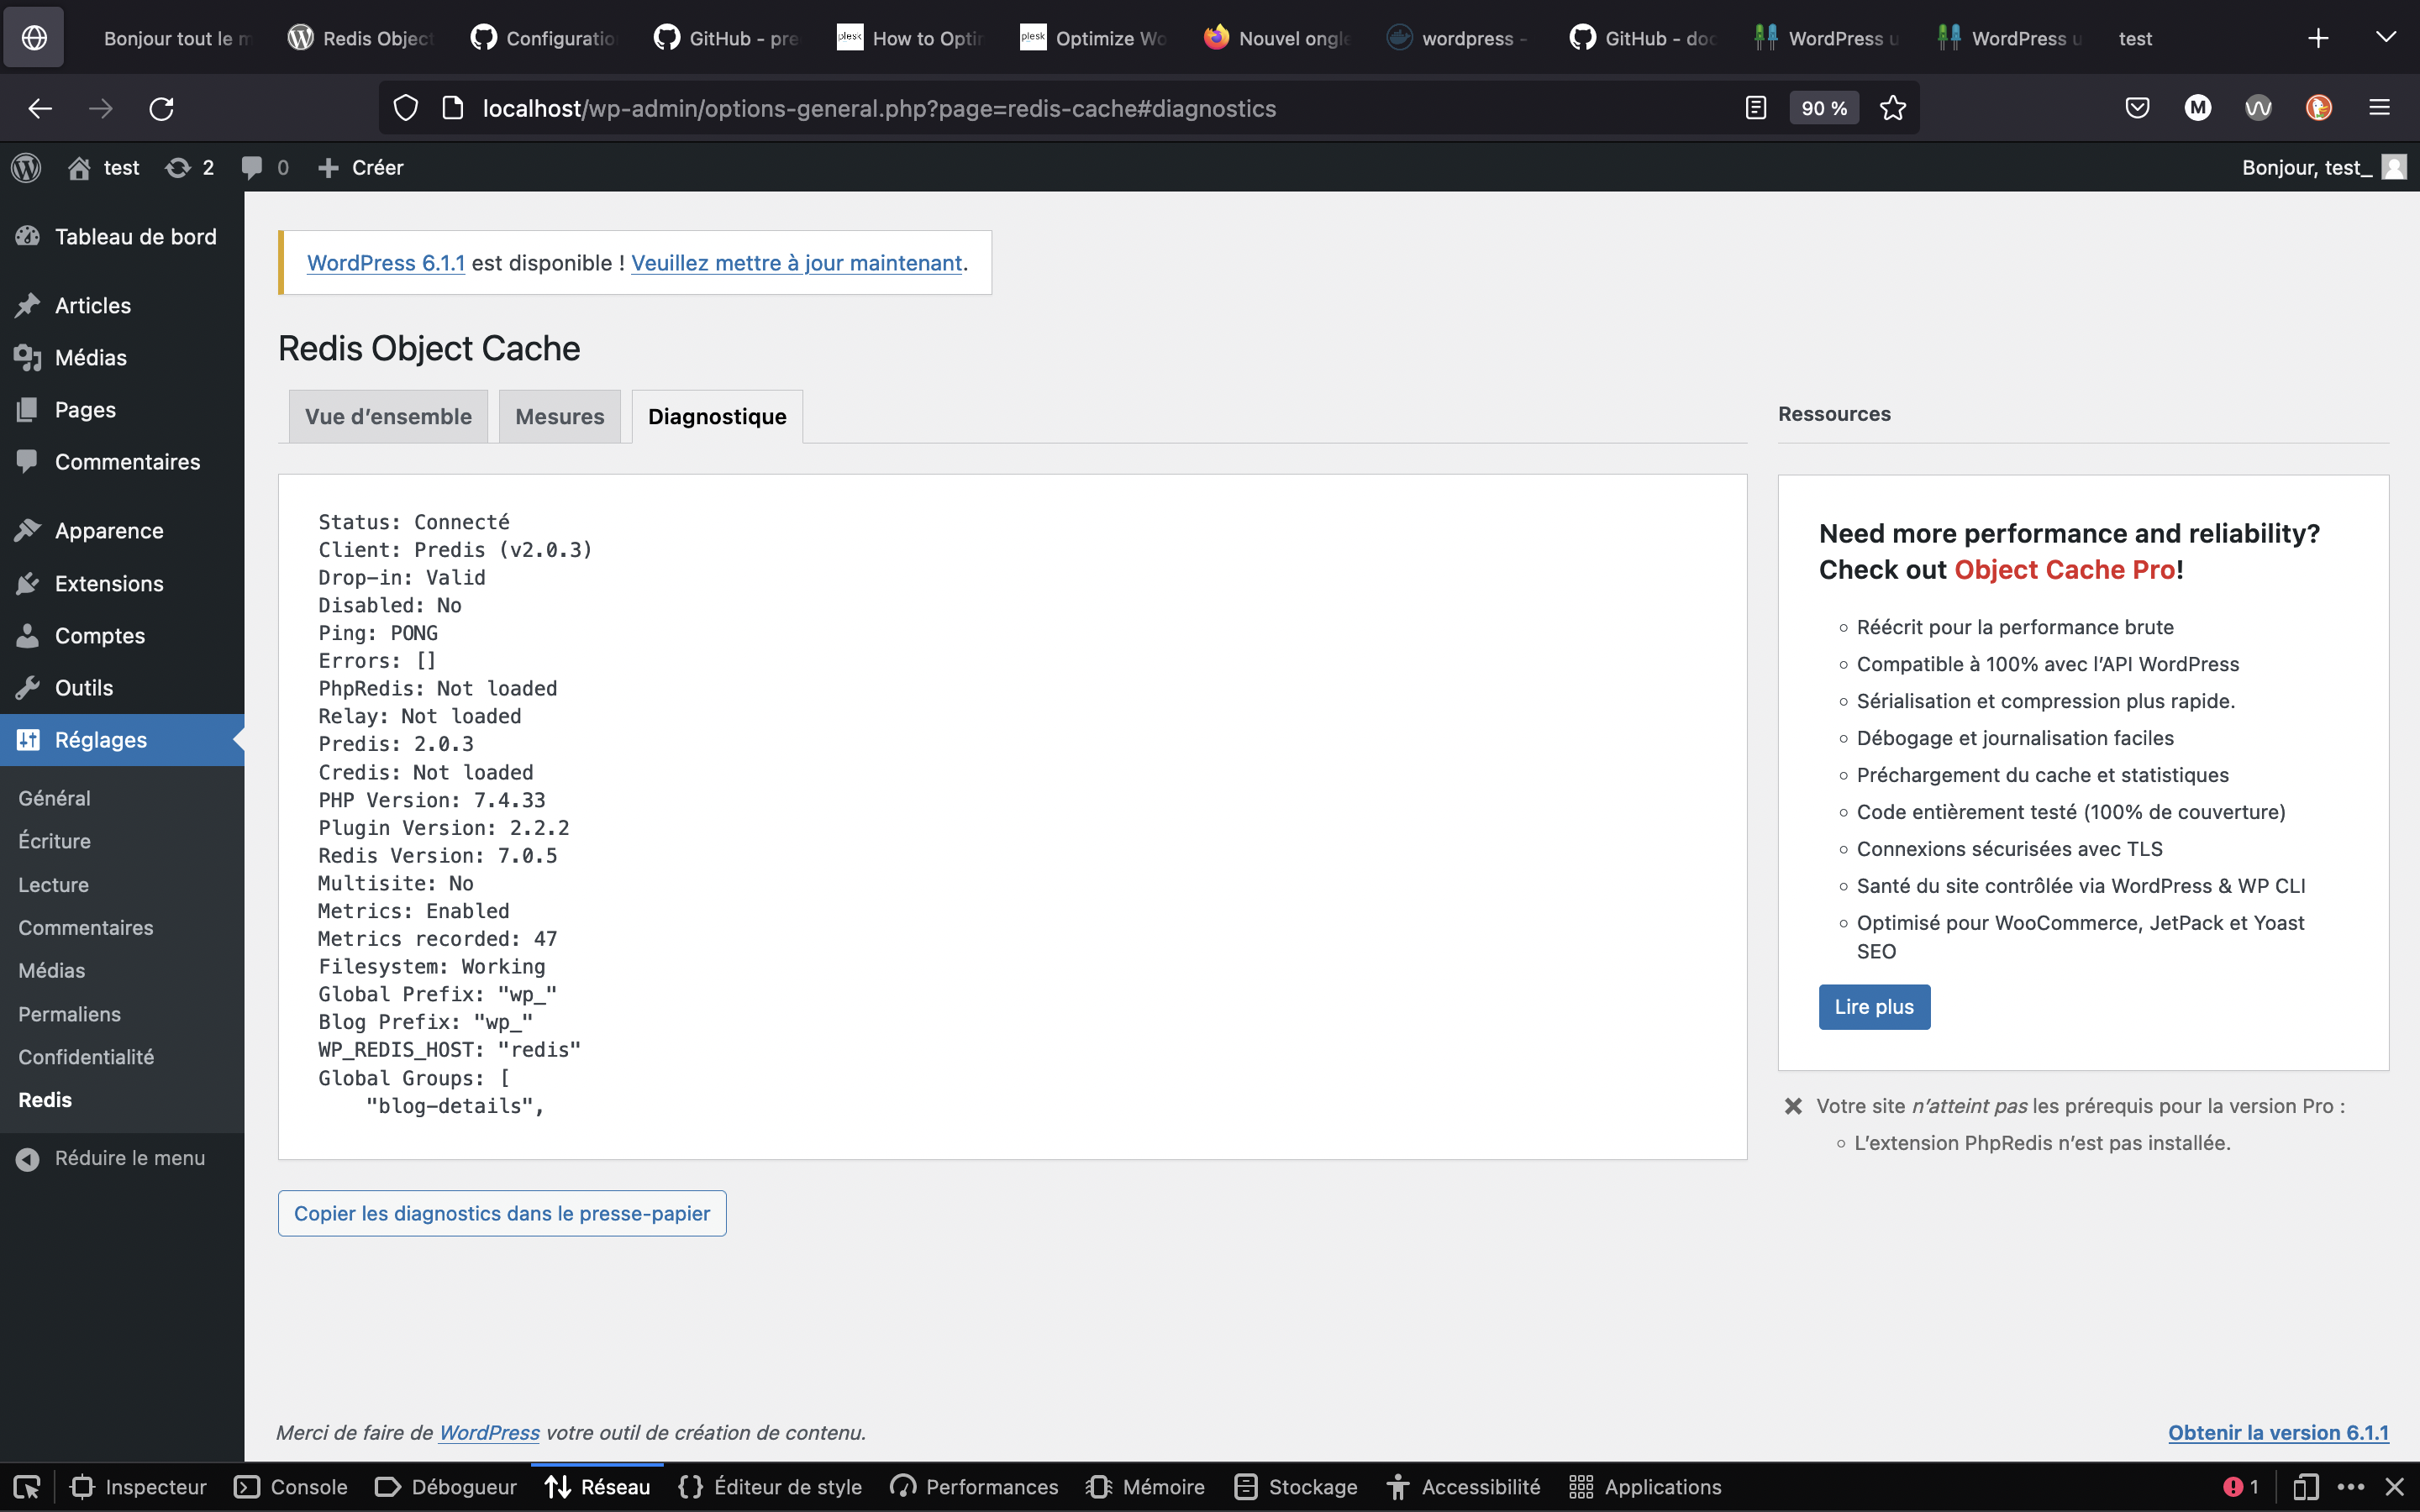 Bonjour tout le m
Redis Object
Configuratio
GitHub - pre
plesk How to Optir
plesk Optimize Wo
Nouvel ongle
wordpress -
GitHub - doc
WordPress u
WordPress u
test
localhost/wp-admin/options-general.php?page=redis-cache#diagnostics
90 %
M
test 2 0 Créer
Bonjour, test_
Tableau de bord
Articles
Médias
Pages
Commentaires
Apparence
Extensions
Comptes
Outils
Réglages
Général
Écriture
Lecture
Commentaires
Médias
Permaliens
Confidentialité
Redis
Réduire le menu
WordPress 6.1.1 est disponible ! Veuillez mettre à jour maintenant.
Redis Object Cache
Vue d’ensemble
Mesures
Diagnostique
Status: Connecté
Client: Predis (v2.0.3)
Drop-in: Valid
Disabled: No
Ping: PONG
Errors: []
PhpRedis: Not loaded
Relay: Not loaded
Predis: 2.0.3
Credis: Not loaded
PHP Version: 7.4.33
Plugin Version: 2.2.2
Redis Version: 7.0.5
Multisite: No
Metrics: Enabled
Metrics recorded: 47
Filesystem: Working
Global Prefix: "wp_"
Blog Prefix: "wp_"
WP_REDIS_HOST: "redis"
Global Groups: [
"blog-details",
Copier les diagnostics dans le presse-papier
Ressources
Need more performance and reliability?
Check out Object Cache Pro!
Réécrit pour la performance brute
Compatible à 100% avec l’API WordPress
Sérialisation et compression plus rapide.
Débogage et journalisation faciles
Préchargement du cache et statistiques
Code entièrement testé (100% de couverture)
Connexions sécurisées avec TLS
Santé du site contrôlée via WordPress & WP CLI
Optimisé pour WooCommerce, JetPack et Yoast
SEO
Lire plus
Votre site n’atteint pas les prérequis pour la version Pro :
L’extension PhpRedis n’est pas installée.
Merci de faire de WordPress votre outil de création de contenu.
Obtenir la version 6.1.1
Inspecteur
Console
Débogueur
Réseau
Éditeur de style
Performances
Mémoire
Stockage
Accessibilité
Applications
1